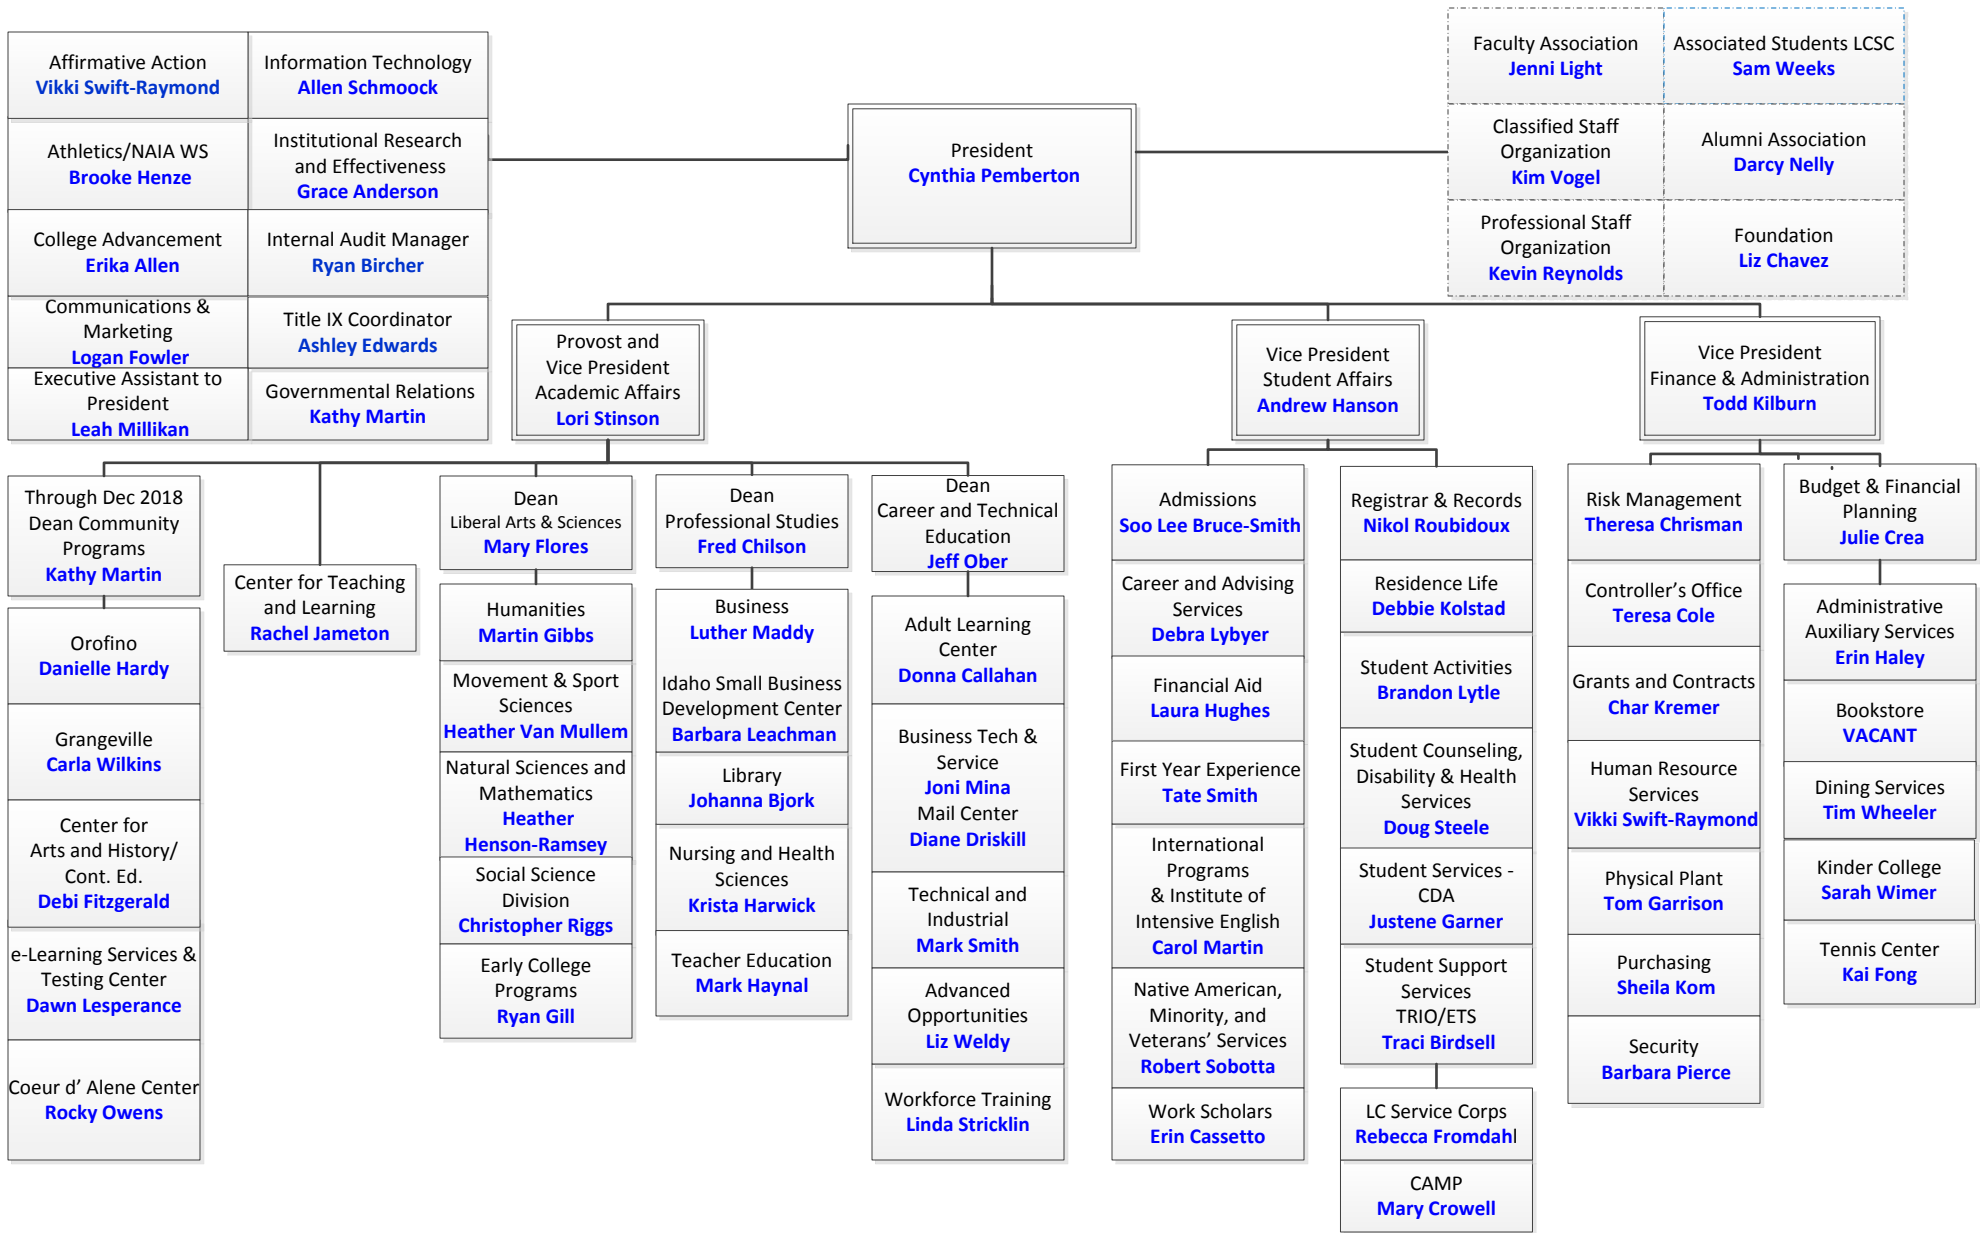 Affirmative Action
Vikki Swift-Raymond
Information Technology
Allen Schmoock
Athletics/NAIA WS
Brooke Henze
Institutional Research
and Effectiveness
Grace Anderson
College Advancement
Erika Allen
Internal Audit Manager
Ryan Bircher
Communications &
Marketing
Logan Fowler
Title IX Coordinator
Ashley Edwards
Executive Assistant to
President
Leah Millikan
Governmental Relations
Kathy Martin
President
Cynthia Pemberton
Faculty Association
Jenni Light
Associated Students LCSC
Sam Weeks
Classified Staff
Organization
Kim Vogel
Alumni Association
Darcy Nelly
Professional Staff
Organization
Kevin Reynolds
Foundation
Liz Chavez
Provost and
Vice President
Academic Affairs
Lori Stinson
Vice President
Student Affairs
Andrew Hanson
Vice President
Finance & Administration
Todd Kilburn
Through Dec 2018
Dean Community
Programs
Kathy Martin
Orofino
Danielle Hardy
Grangeville
Carla Wilkins
Center for
Arts and History/
Cont. Ed.
Debi Fitzgerald
e-Learning Services &
Testing Center
Dawn Lesperance
Coeur d’ Alene Center
Rocky Owens
Center for Teaching
and Learning
Rachel Jameton
Dean
Liberal Arts & Sciences
Mary Flores
Humanities
Martin Gibbs
Movement & Sport
Sciences
Heather Van Mullem
Natural Sciences and
Mathematics
Heather
Henson-Ramsey
Social Science
Division
Christopher Riggs
Early College
Programs
Ryan Gill
Dean
Professional Studies
Fred Chilson
Business
Luther Maddy
Idaho Small Business
Development Center
Barbara Leachman
Library
Johanna Bjork
Nursing and Health
Sciences
Krista Harwick
Teacher Education
Mark Haynal
Dean
Career and Technical
Education
Jeff Ober
Adult Learning
Center
Donna Callahan
Business Tech &
Service
Joni Mina
Mail Center
Diane Driskill
Technical and
Industrial
Mark Smith
Advanced
Opportunities
Liz Weldy
Workforce Training
Linda Stricklin
Admissions
Soo Lee Bruce-Smith
Career and Advising
Services
Debra Lybyer
Financial Aid
Laura Hughes
First Year Experience
Tate Smith
International
Programs
& Institute of
Intensive English
Carol Martin
Native American,
Minority, and
Veterans’ Services
Robert Sobotta
Work Scholars
Erin Cassetto
Registrar & Records
Nikol Roubidoux
Residence Life
Debbie Kolstad
Student Activities
Brandon Lytle
Student Counseling,
Disability & Health
Services
Doug Steele
Student Services -
CDA
Justene Garner
Student Support
Services
TRIO/ETS
Traci Birdsell
LC Service Corps
Rebecca Fromdahl
CAMP
Mary Crowell
Risk Management
Theresa Chrisman
Controller’s Office
Teresa Cole
Grants and Contracts
Char Kremer
Human Resource
Services
Vikki Swift-Raymond
Physical Plant
Tom Garrison
Purchasing
Sheila Kom
Security
Barbara Pierce
Budget & Financial
Planning
Julie Crea
Administrative
Auxiliary Services
Erin Haley
Bookstore
VACANT
Dining Services
Tim Wheeler
Kinder College
Sarah Wimer
Tennis Center
Kai Fong